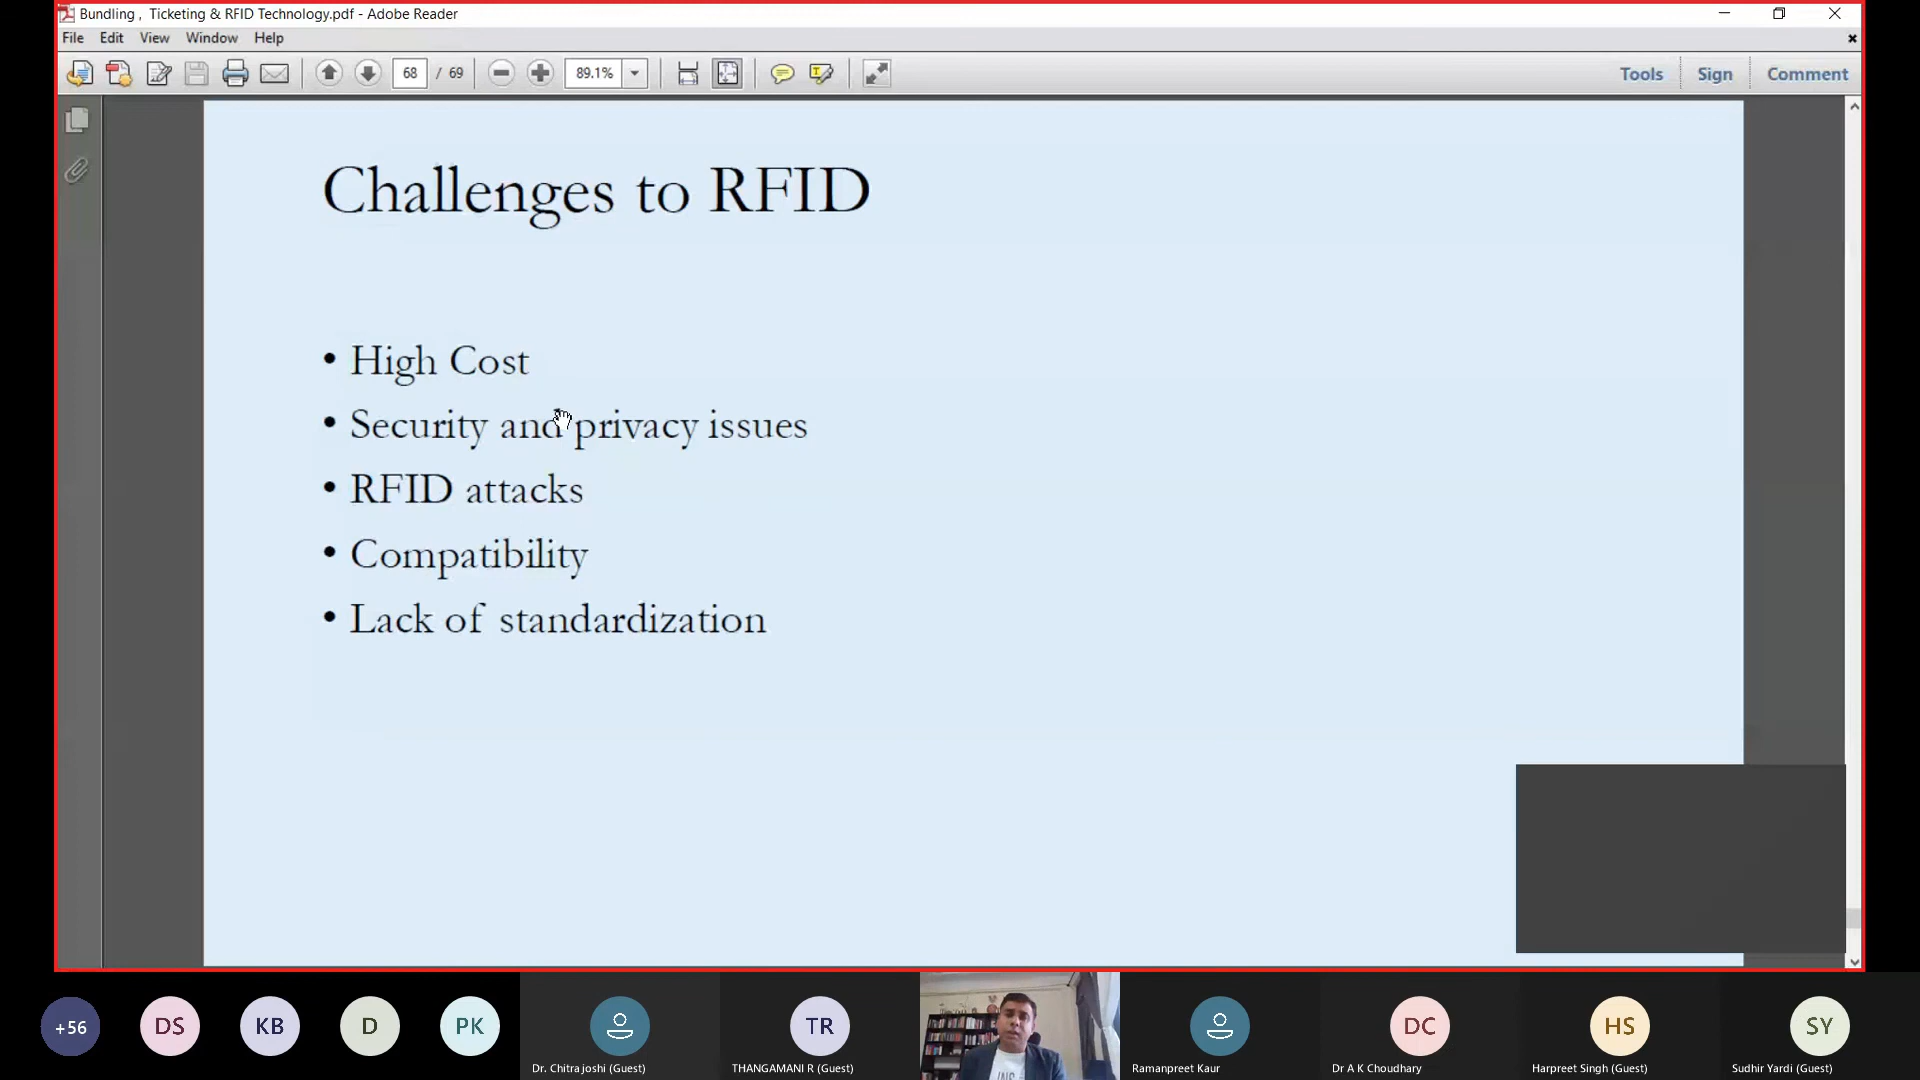 Bundling , Ticketing & RFID Technology.pdf - Adobe Reader
File Edit View Window Help
68 / 69 89.1% Tools Sign Comment
Challenges to RFID
• High Cost
• Security and privacy issues
• RFID attacks
• Compatibility
• Lack of standardization
+56 DS KB D PK TR DC HS SY
Dr. Chitra joshi (Guest) THANGAMANI R (Guest) Ramanpreet Kaur Dr A K Choudhary Harpreet Singh (Guest) Sudhir Yardi (Guest)